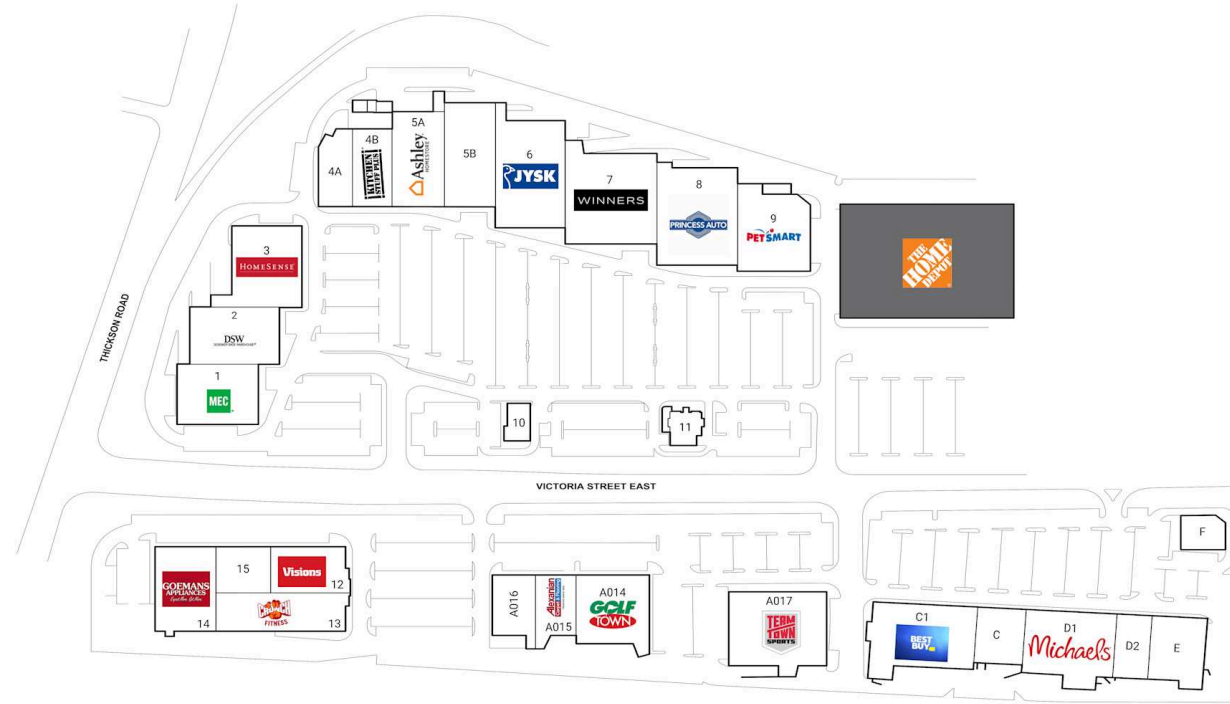 5A
4B
Ashley
HOMESTORE
KITCHEN
STUFF PLUS
4A
5B
6
JYSK
7
WINNERS
8
PRINCESS AUTO
9
PETSMART
THE
HOME
DEPOT
3
HOMESENSE
2
DSW
1
MEC
THICKSON ROAD
10
11
VICTORIA STREET EAST
F
GOEMANS
APPLIANCES
14
15
Visions
12
CRUNCH
FITNESS
13
A016
Alexanian
A015
A014
GOLF
TOWN
A017
TEAM
TOWN
SPORTS
C1
BEST
BUY
C
D1
Michaels
D2
E